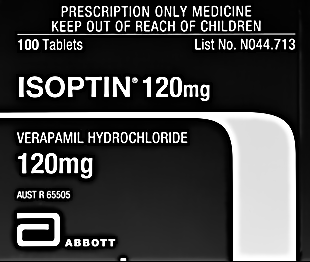 PRESCRIPTION ONLY MEDICINE
KEEP OUT OF REACH OF CHILDREN
100 Tablets List No. N044.713
ISOPTIN® 120mg
VERAPAMIL HYDROCHLORIDE
120mg
AUST R 65505
ABBOTT